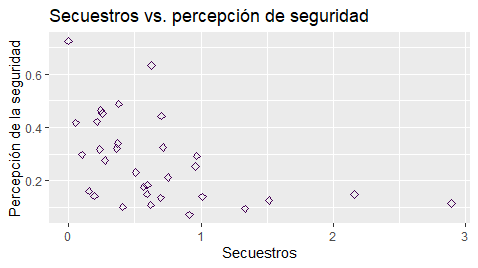 Secuestros vs. percepción de seguridad
Percepción de la seguridad
0.6
0.4
0.2
0
1
2
3
Secuestros